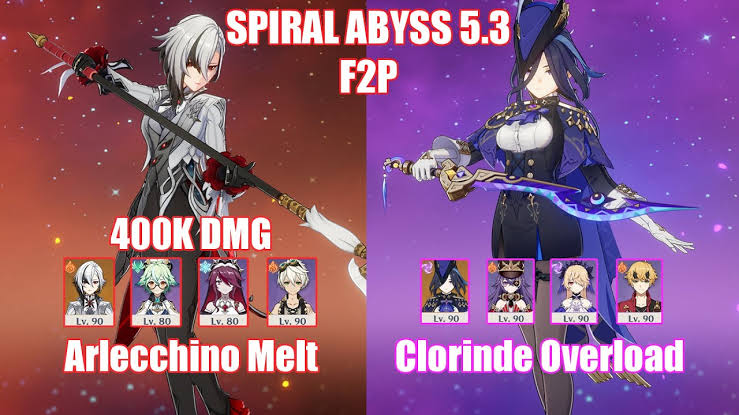 SPIRAL ABYSS 5.3
F2P
400K DMG
Lv. 90 Lv. 80 Lv. 80 Lv. 90
Lv. 90 Lv. 90 Lv. 90 Lv. 90
Arlecchino Melt
Clorinde Overload